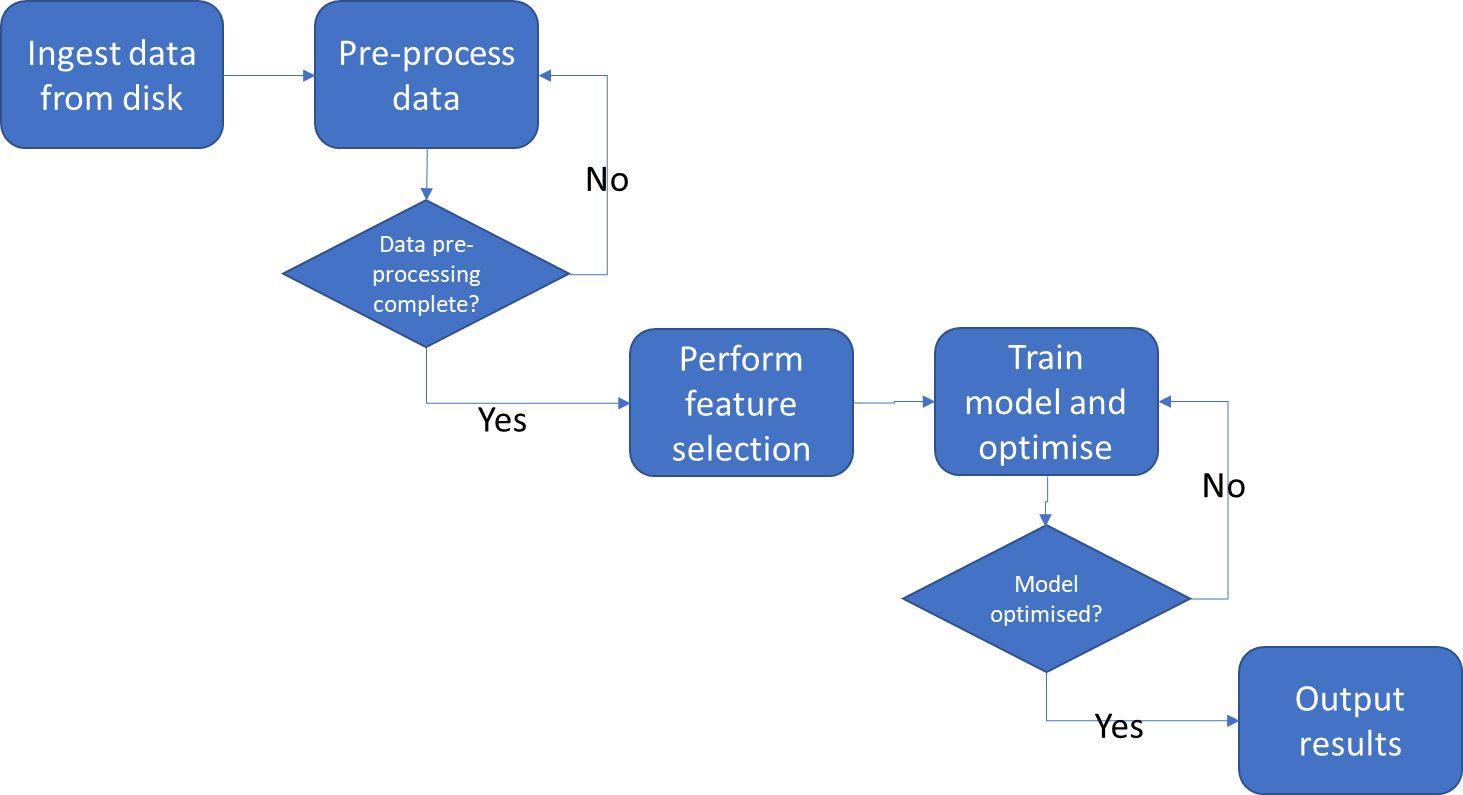 Ingest data
from disk
Pre-process
data
No
Data pre-
processing
complete?
Yes
Perform
feature
selection
Train
model and
optimise
No
Model
optimised?
Yes
Output
results